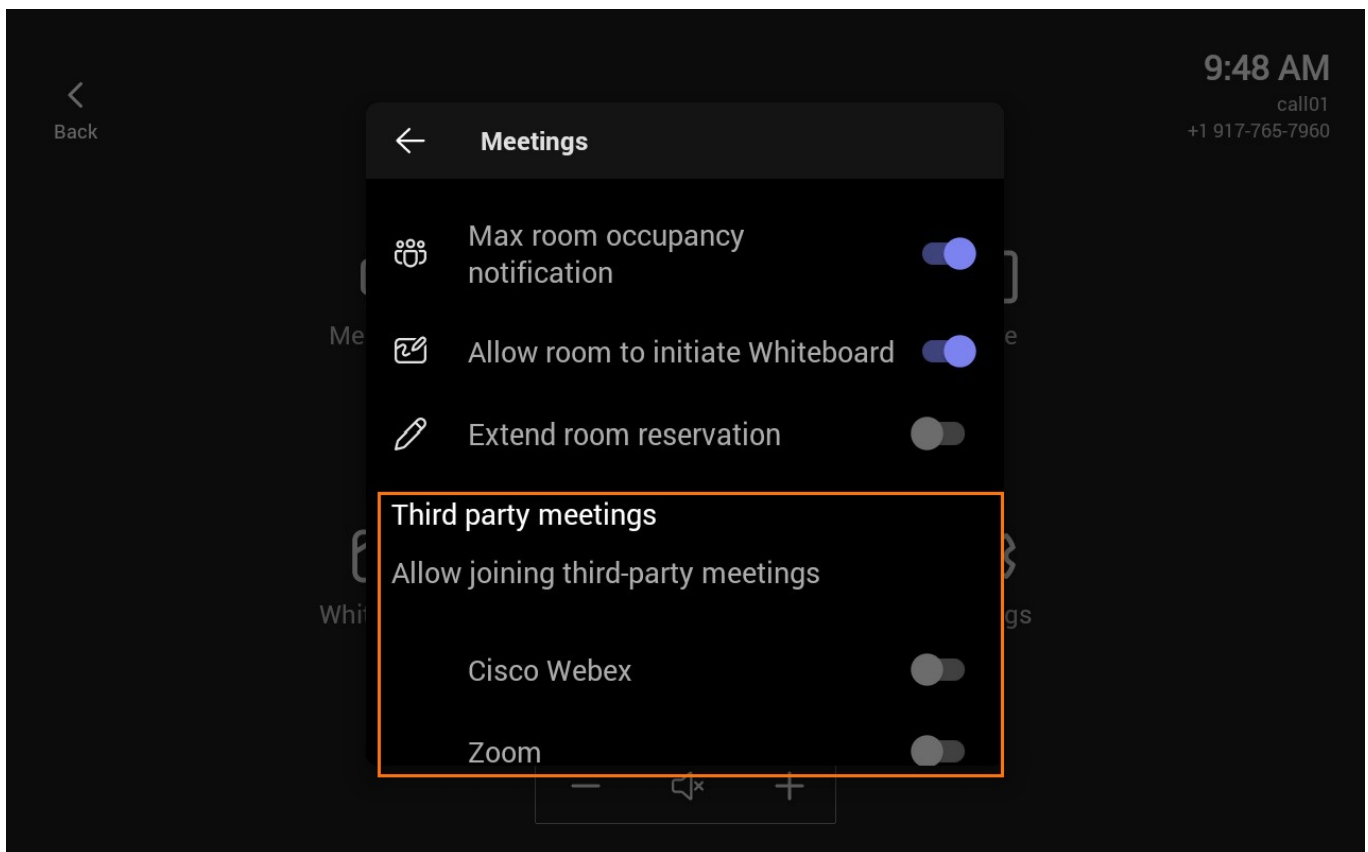 9:48 AM
call01
+1 917-765-7960
Back
Meetings
Max room occupancy
notification
Allow room to initiate Whiteboard
Extend room reservation
Third party meetings
Allow joining third-party meetings
Cisco Webex
Zoom